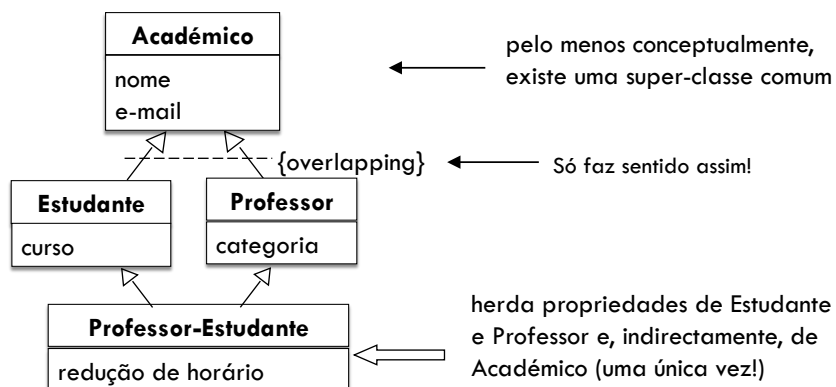 Académico
nome
e-mail
pelo menos conceptualmente,
existe uma super-classe comum
{overlapping}
Só faz sentido assim!
Estudante
curso
Professor
categoria
Professor-Estudante
redução de horário
herda propriedades de Estudante
e Professor e, indirectamente, de
Académico (uma única vez!)